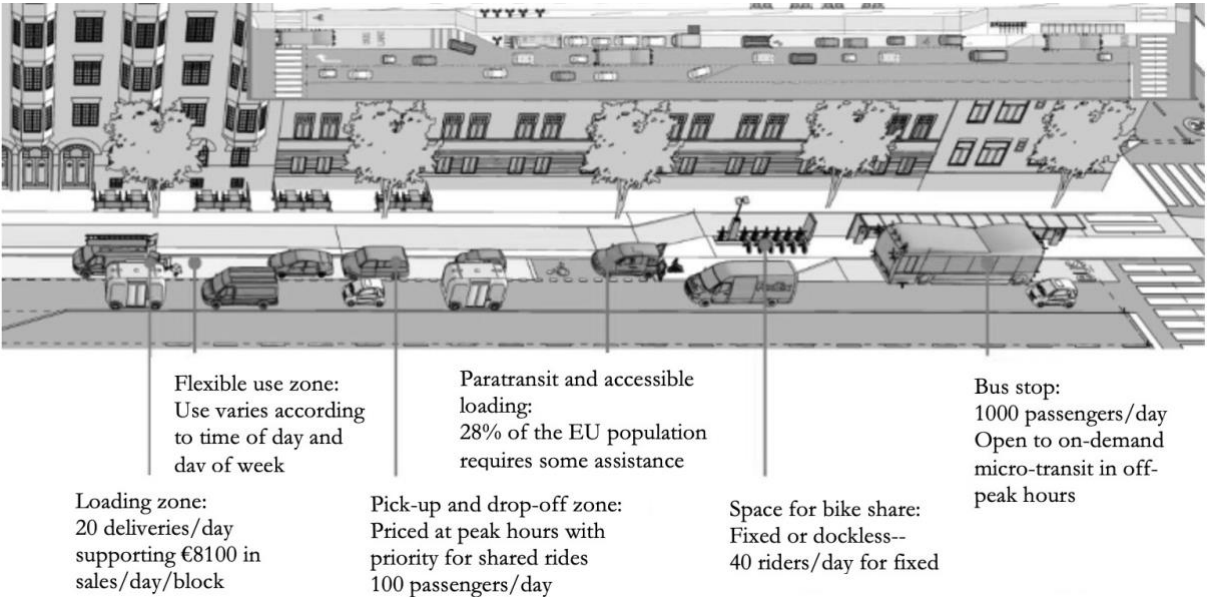 Flexible use zone:
Use varies according
to time of day and
day of week
Loading zone:
20 deliveries/day
supporting €8100 in
sales/day/block
Pick-up and drop-off zone:
Priced at peak hours with
priority for shared rides
100 passengers/day
Paratransit and accessible
loading:
28% of the EU population
requires some assistance
Space for bike share:
Fixed or dockless--
40 riders/day for fixed
Bus stop:
1000 passengers/day
Open to on-demand
micro-transit in off-
peak hours